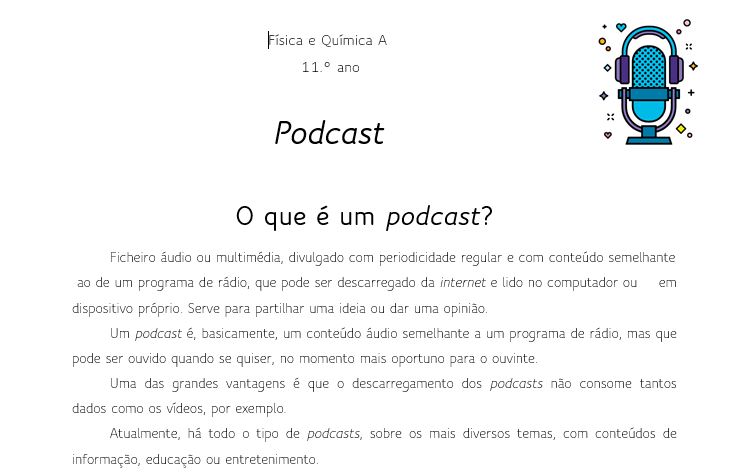 Física e Química A
11.º ano
Podcast
O que é um podcast?
Ficheiro áudio ou multimédia, divulgado com periodicidade regular e com conteúdo semelhante
ao de um programa de rádio, que pode ser descarregado da internet e lido no computador ou em
dispositivo próprio. Serve para partilhar uma ideia ou dar uma opinião.
Um podcast é, basicamente, um conteúdo áudio semelhante a um programa de rádio, mas que
pode ser ouvido quando se quiser, no momento mais oportuno para o ouvinte.
Uma das grandes vantagens é que o descarregamento dos podcasts não consome tantos
dados como os vídeos, por exemplo.
Atualmente, há todo o tipo de podcasts, sobre os mais diversos temas, com conteúdos de
informação, educação ou entretenimento.